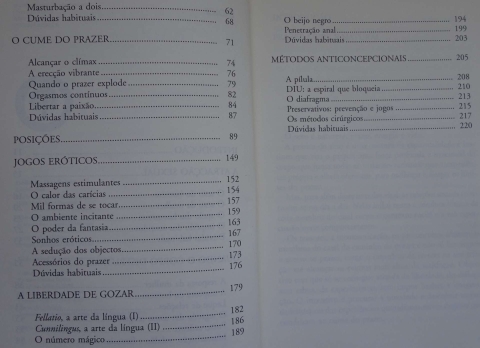 Masturbação a dois 62
Dúvidas habituais 68
O CUME DO PRAZER 71
Alcançar o clímax 74
A erecção vibrante 76
Quando o prazer explode 79
Orgasmos contínuos 82
Libertar a paixão 84
Dúvidas habituais 87
POSIÇÕES 89
JOGOS ERÓTICOS 149
Massagens estimulantes 152
O calor das carícias 154
Mil formas de se tocar 157
O ambiente incitante 159
O poder da fantasia 163
Sonhos eróticos 167
A sedução dos objectos 170
Acessórios do prazer 173
Dúvidas habituais 176
A LIBERDADE DE GOZAR 179
Fellatio, a arte da língua (I) 182
Cunnilingus, a arte da língua (II) 186
O número mágico 189
O beijo negro 194
Penetração anal 199
Dúvidas habituais 203
MÉTODOS ANTICONCEPCIONAIS 205
A pílula 208
DIU: a espiral que bloqueia 210
O diafragma 213
Preservativos: prevenção e jogos 215
Os métodos cirúrgicos 217
Dúvidas habituais 220